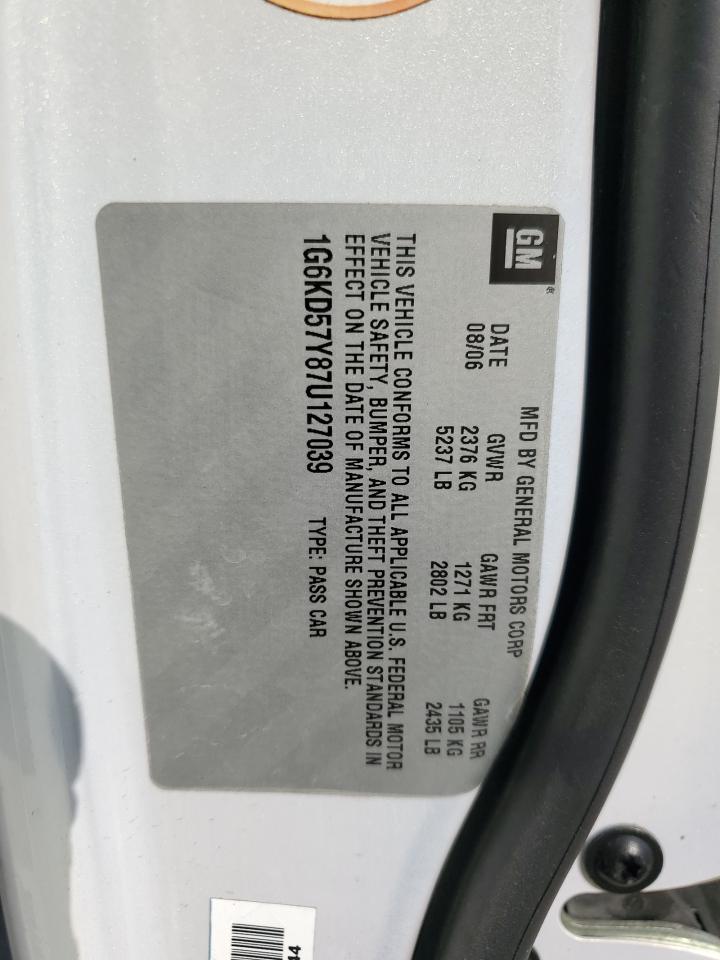 GM
MFD BY GENERAL MOTORS CORP
DATE GVWR GAWR FRT GAWR RR
08/06 2376 KG 1271 KG 1105 KG
5237 LB 2802 LB 2435 LB
THIS VEHICLE CONFORMS TO ALL APPLICABLE U.S. FEDERAL MOTOR
VEHICLE SAFETY, BUMPER, AND THEFT PREVENTION STANDARDS IN
EFFECT ON THE DATE OF MANUFACTURE SHOWN ABOVE.
1G6KD57Y87U127039 TYPE: PASS CAR